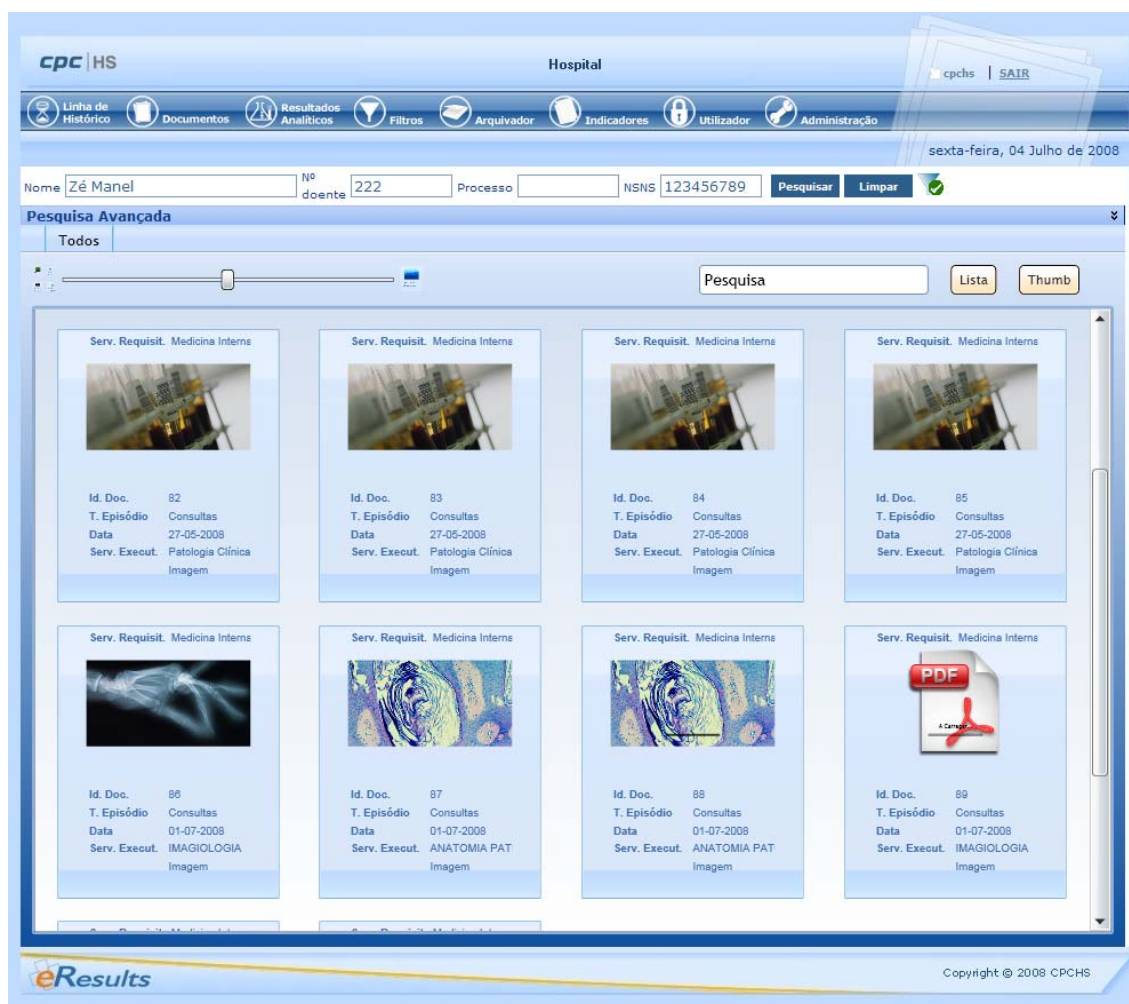 cpc HS
Hospital
cpchs | SAIR
Linha de Histórico Documentos Resultados Analíticos Filtros Arquivador Indicadores Utilizador Administração
sexta-feira, 04 Julho de 2008
Nome Zé Manel Nº doente 222 Processo NSNS 123456789 Pesquisar Limpar
Pesquisa Avançada
Todos
Pesquisa Lista Thumb
Serv. Requisit. Medicina Interna
Id. Doc. 82
T. Episódio Consultas
Data 27-05-2008
Serv. Execut. Patologia Clínica
Imagem
Serv. Requisit. Medicina Interna
Id. Doc. 83
T. Episódio Consultas
Data 27-05-2008
Serv. Execut. Patologia Clínica
Imagem
Serv. Requisit. Medicina Interna
Id. Doc. 84
T. Episódio Consultas
Data 27-05-2008
Serv. Execut. Patologia Clínica
Imagem
Serv. Requisit. Medicina Interna
Id. Doc. 85
T. Episódio Consultas
Data 27-05-2008
Serv. Execut. Patologia Clínica
Imagem
Serv. Requisit. Medicina Interna
Id. Doc. 86
T. Episódio Consultas
Data 01-07-2008
Serv. Execut. IMAGIOLOGIA
Imagem
Serv. Requisit. Medicina Interna
Id. Doc. 87
T. Episódio Consultas
Data 01-07-2008
Serv. Execut. ANATOMIA PAT
Imagem
Serv. Requisit. Medicina Interna
Id. Doc. 88
T. Episódio Consultas
Data 01-07-2008
Serv. Execut. ANATOMIA PAT
Imagem
Serv. Requisit. Medicina Interna
PDF
A Carregar...
Id. Doc. 89
T. Episódio Consultas
Data 01-07-2008
Serv. Execut. IMAGIOLOGIA
Imagem
eResults
Copyright © 2008 CPCHS